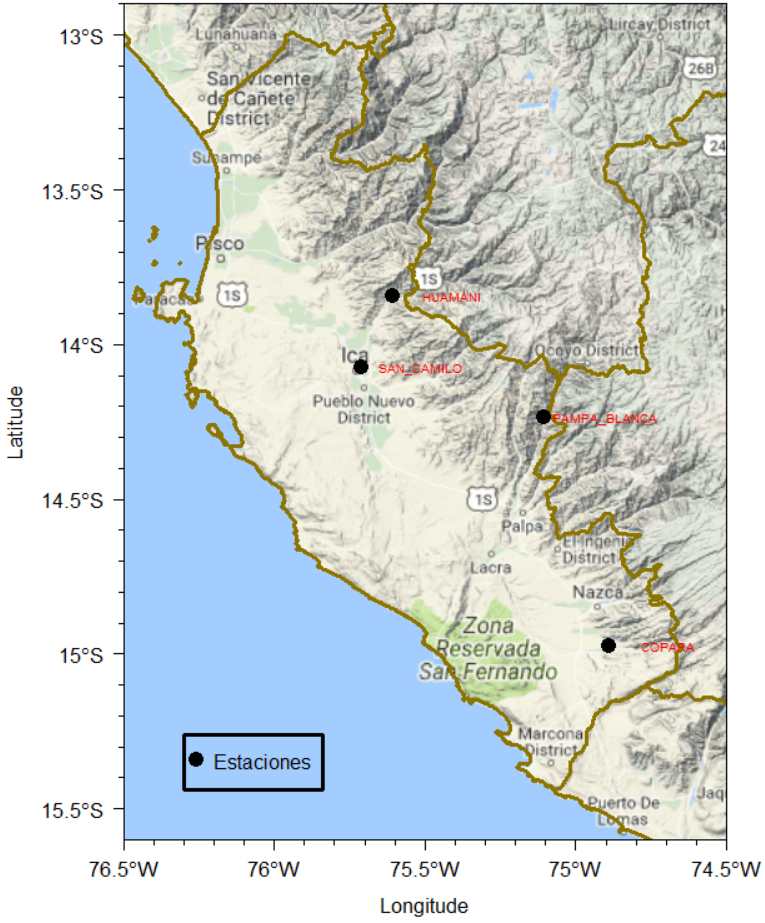 13°S
Lunahuana
Lircay District
San Vicente
de Cañete
District
26B
24
Sunampe
13.5°S
Pisco
1S
1S
Paracas
HUAMANI
14°S
Ocoyo District
Ica
SAN_CAMILO
Pueblo Nuevo
District
PAMPA_BLANCA
Latitude
14.5°S
1S
Palpa
El Ingenio
District
Lacra
Nazca
Zona
Reservada
San Fernando
COPARA
15°S
Marcona
District
Estaciones
Jaq
Puerto De
Lomas
15.5°S
76.5°W
76°W
75.5°W
75°W
74.5°W
Longitude